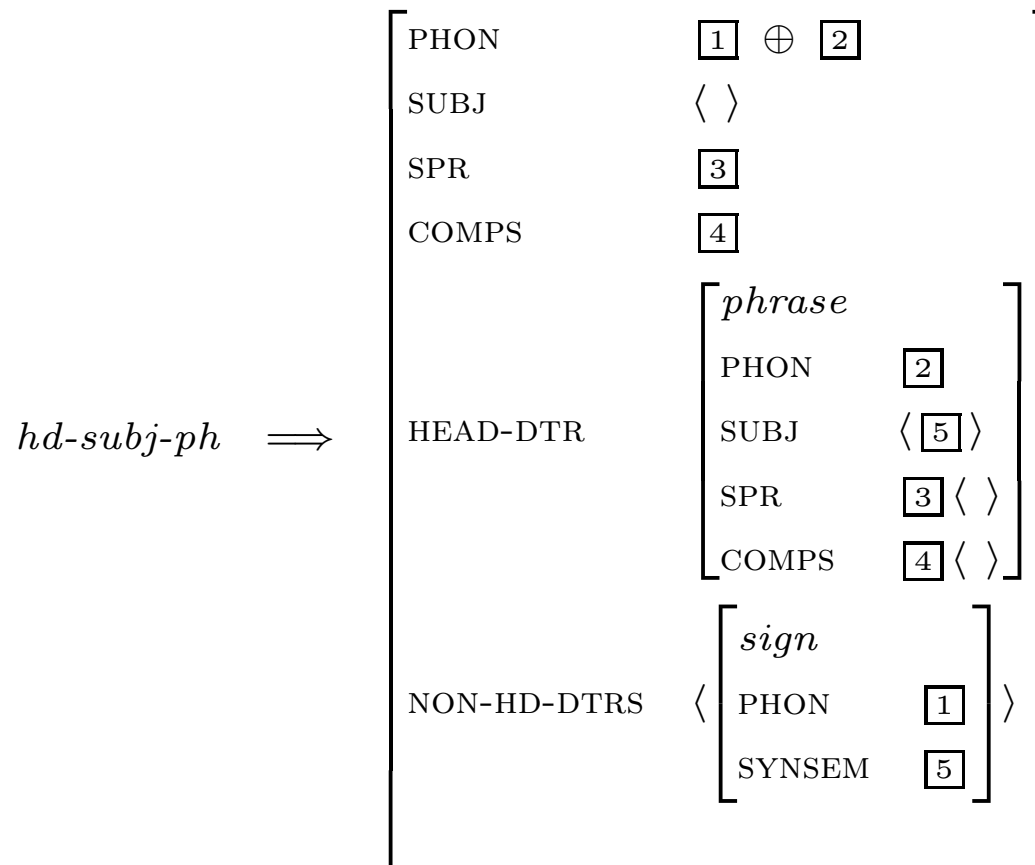 PHON [1] ⊕ [2]
SUBJ ⟨ ⟩
SPR [3]
COMPS [4]
phrase
PHON [2]
hd-subj-ph ⟹ HEAD-DTR SUBJ ⟨[5]⟩
SPR [3]⟨ ⟩
COMPS [4]⟨ ⟩
sign
NON-HD-DTRS ⟨ PHON [1] ⟩
SYNSEM [5]